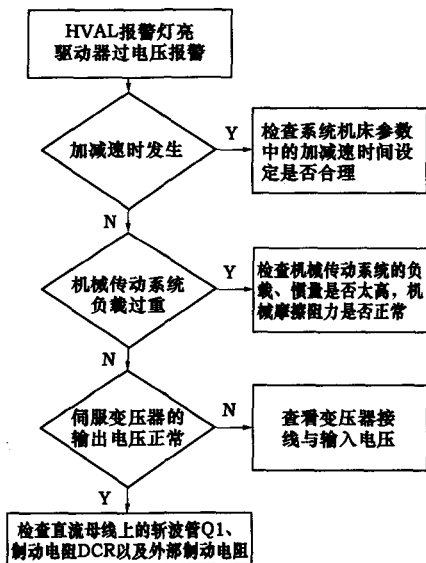 HVAL报警灯亮
驱动器过电压报警
加减速时发生
Y
检查系统机床参数
中的加减速时间设
定是否合理
N
机械传动系统
负载过重
Y
检查机械传动系统的负
载、惯量是否太高，机
械摩擦阻力是否正常
N
伺服变压器的
输出电压正常
N
查看变压器接
线与输入电压
Y
检查直流母线上的斩波管Q1、
制动电阻DCR以及外部制动电阻